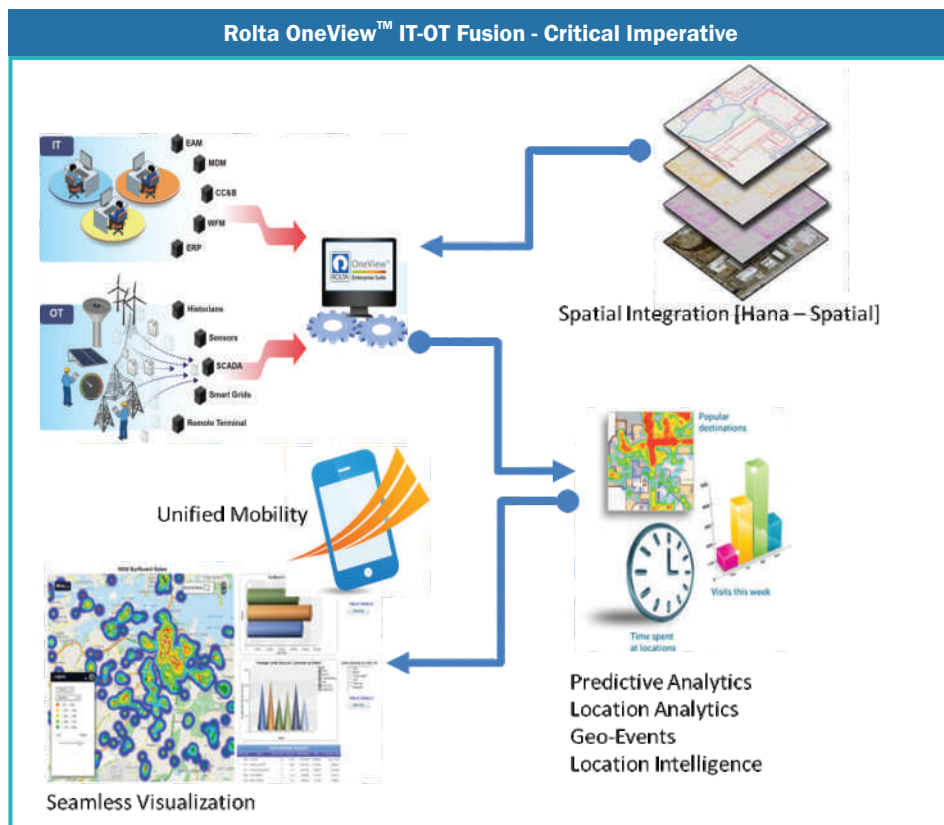 Rolta OneView™ IT-OT Fusion - Critical Imperative
IT
EAM
MDM
CC&B
WFM
ERP
OT
Historians
Sensors
SCADA
Smart Grids
Remote Terminal
ROLTA
OneView™
Enterprise Suite
Spatial Integration [Hana – Spatial]
Popular
destinations
Visits this week
Time spent
at locations
Predictive Analytics
Location Analytics
Geo-Events
Location Intelligence
Unified Mobility
Seamless Visualization